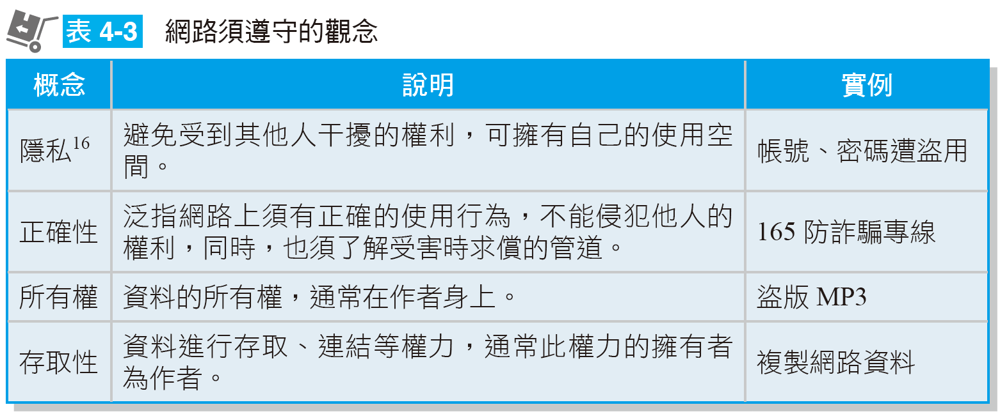 表 4-3 網路須遵守的觀念
概念 說明 實例
隱私16 避免受到其他人干擾的權利，可擁有自己的使用空
間。 帳號、密碼遭盜用
正確性 泛指網路上須有正確的使用行為，不能侵犯他人的
權利，同時，也須了解受害時求償的管道。 165 防詐騙專線
所有權 資料的所有權，通常在作者身上。 盜版 MP3
存取性 資料進行存取、連結等權力，通常此權力的擁有者
為作者。 複製網路資料